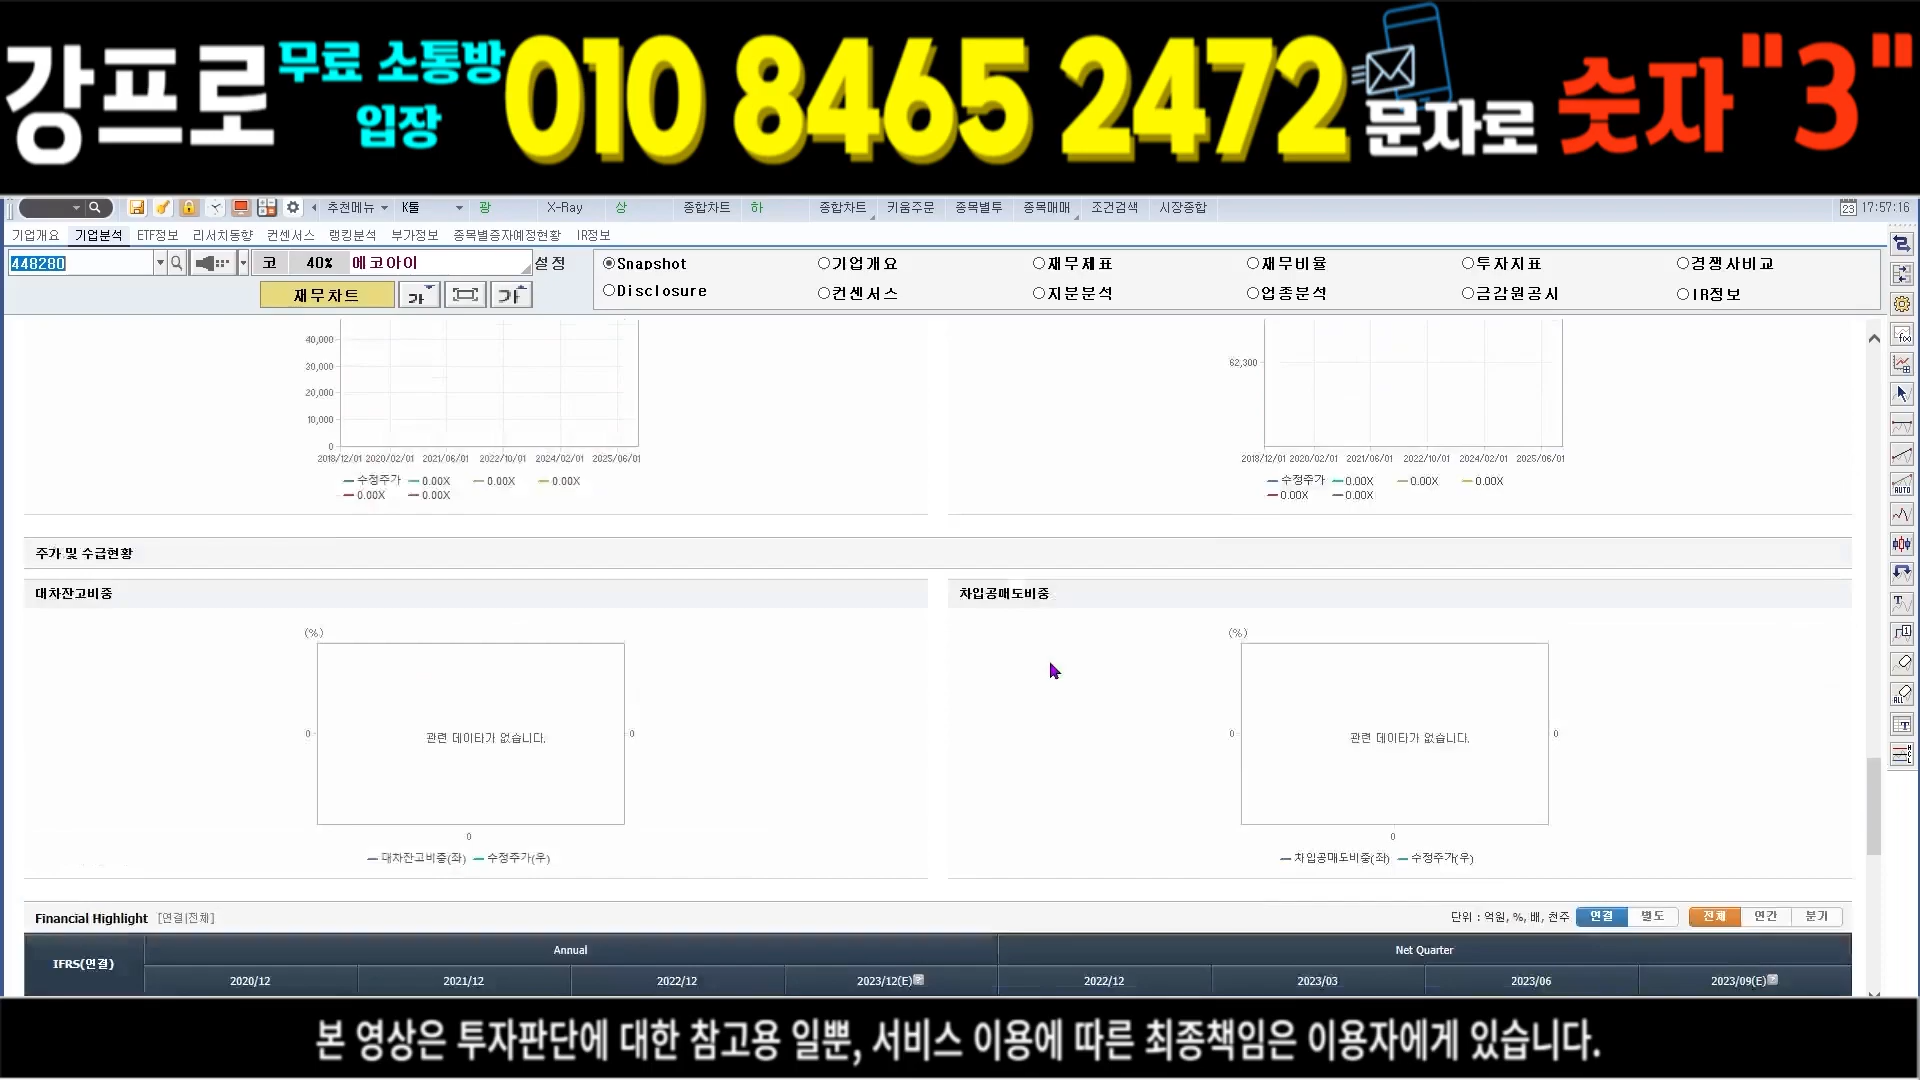 강프로 무료 소통방 입장 010 8465 2472 문자로 숫자"3"
추천메뉴 K톨 광 X-Ray 상 종합차트 하 종합차트 키움주문 종목별투 종목매매 조건검색 시장종합 23 17:57:16
기업개요 기업분석 ETF정보 리서치동향 컨센서스 랭킹분석 부가정보 종목별증자예정현황 IR정보
448280 코 40% 에코아이 설정
Snapshot 기업개요 재무제표 재무비율 투자지표 경쟁사비교
재무차트 가 가
Disclosure 컨센서스 지분분석 업종분석 금감원공시 IR정보
40,000
30,000
20,000
10,000
0
2018/12/01 2020/02/01 2021/06/01 2022/10/01 2024/02/01 2025/06/01
수정주가 0.00X 0.00X 0.00X
0.00X 0.00X
62,300
2018/12/01 2020/02/01 2021/06/01 2022/10/01 2024/02/01 2025/06/01
수정주가 0.00X 0.00X 0.00X
0.00X 0.00X
주가 및 수급현황
대차잔고비중
(%)
0 관련 데이타가 없습니다. 0
0
대차잔고비중(좌) 수정주가(우)
차입공매도비중
(%)
0 관련 데이타가 없습니다. 0
0
차입공매도비중(좌) 수정주가(우)
Financial Highlight [연결|전체] 단위 : 억원, %, 배, 천주 연결 별도 전체 연간 분기
IFRS(연결) Annual Net Quarter
2020/12 2021/12 2022/12 2023/12(E) 2022/12 2023/03 2023/06 2023/09(E)
본 영상은 투자판단에 대한 참고용 일뿐, 서비스 이용에 따른 최종책임은 이용자에게 있습니다.